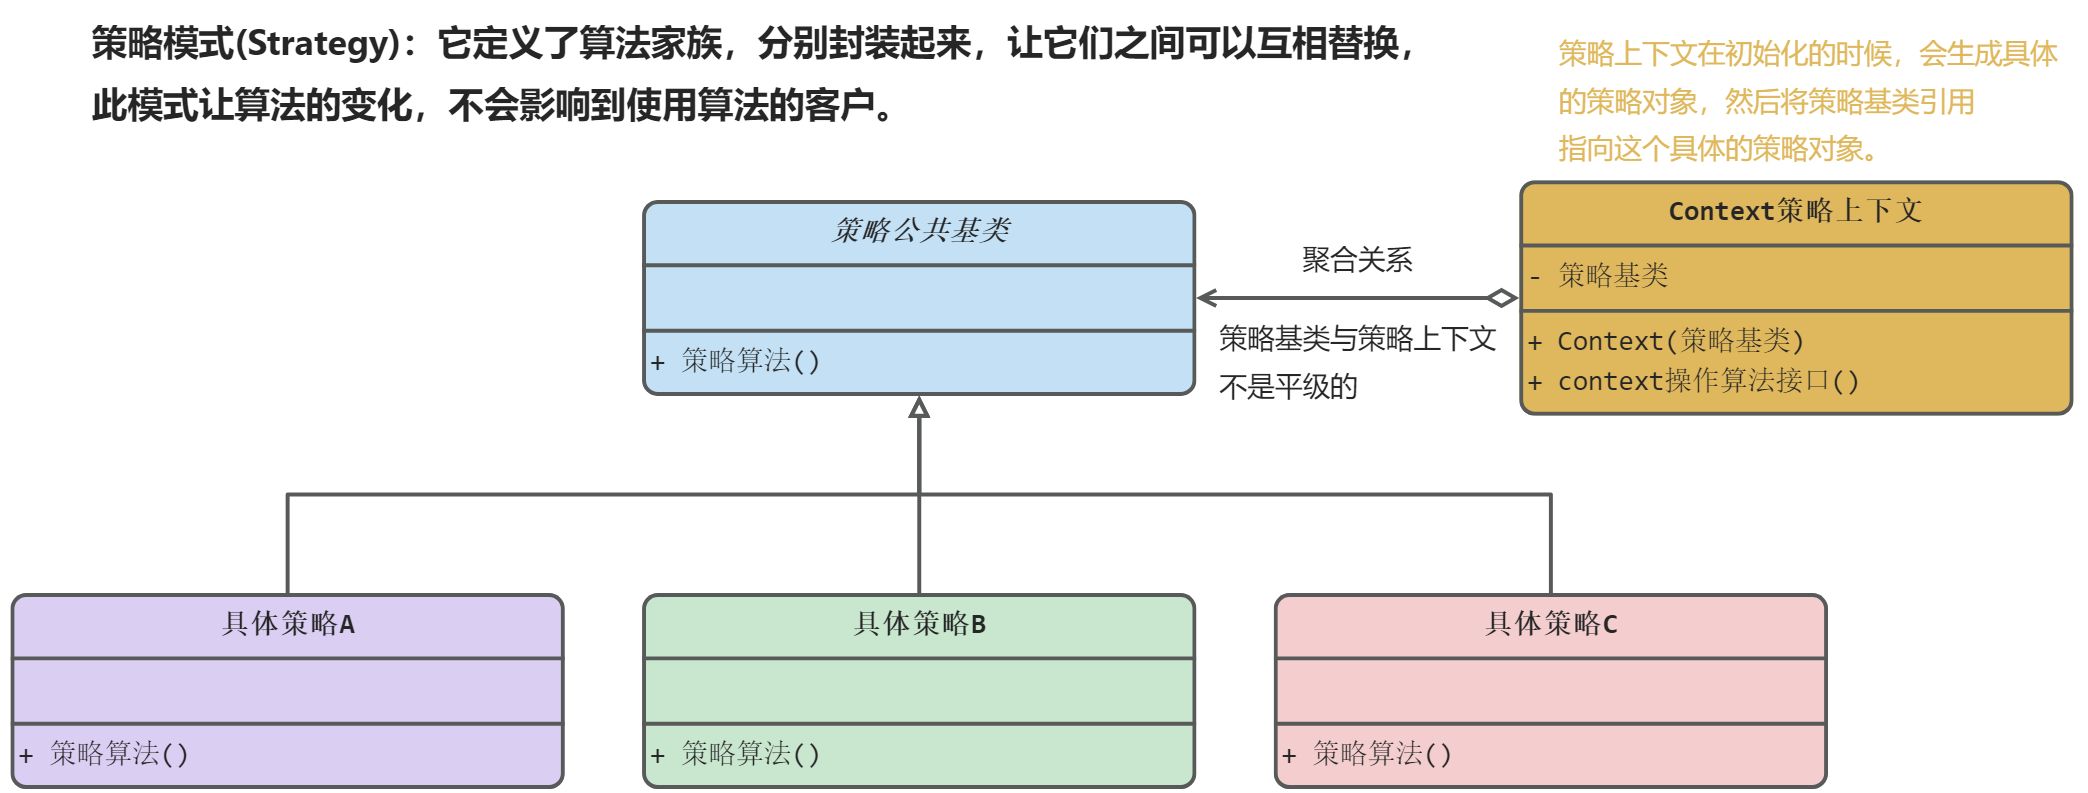 策略模式(Strategy)：它定义了算法家族，分别封装起来，让它们之间可以互相替换，
此模式让算法的变化，不会影响到使用算法的客户。
策略上下文在初始化的时候，会生成具体
的策略对象，然后将策略基类引用
指向这个具体的策略对象。
策略公共基类
+ 策略算法()
聚合关系
策略基类与策略上下文
不是平级的
Context策略上下文
- 策略基类
+ Context(策略基类)
+ context操作算法接口()
具体策略A
+ 策略算法()
具体策略B
+ 策略算法()
具体策略C
+ 策略算法()